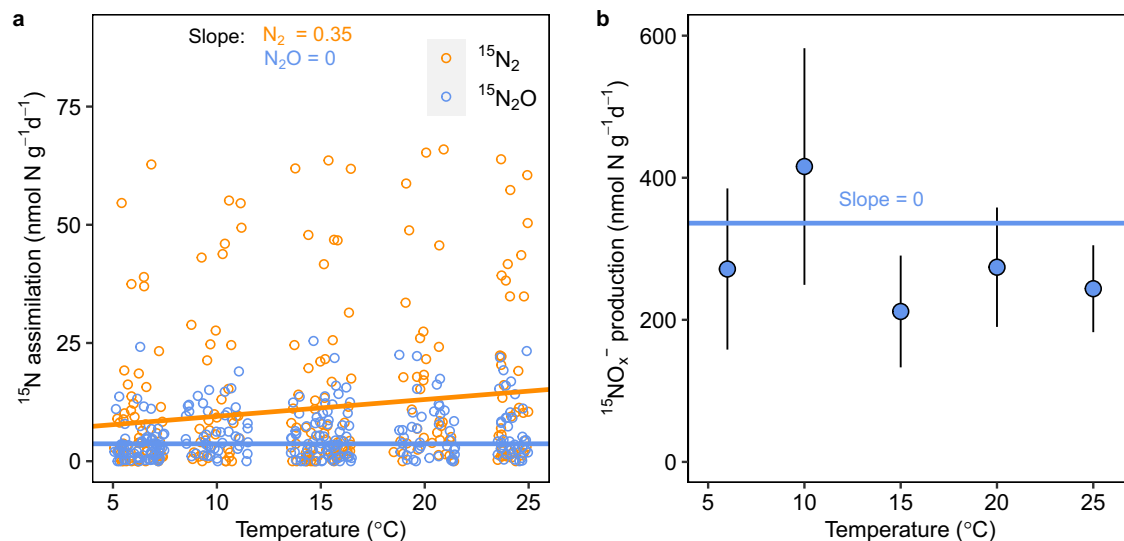 a
Slope: N₂ = 0.35
N₂O = 0
¹⁵N₂
¹⁵N₂O
75
50
25
0
¹⁵N assimilation (nmol N g⁻¹d⁻¹)
5 10 15 20 25
Temperature (°C)
b
600
400
200
0
Slope = 0
¹⁵NOₓ⁻ production (nmol N g⁻¹d⁻¹)
5 10 15 20 25
Temperature (°C)